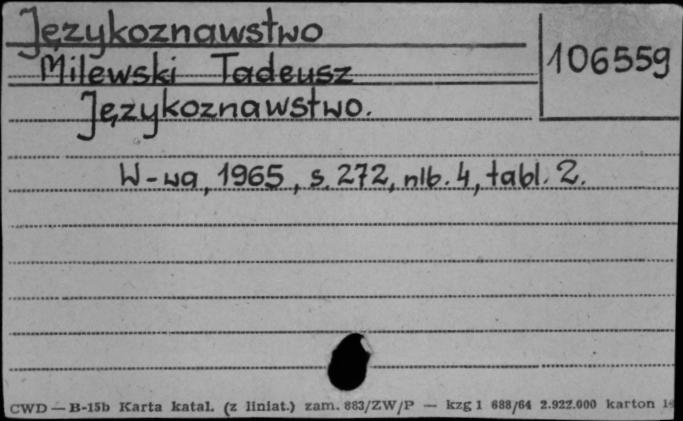 Językoznawstwo
106559
Milewski Tadeusz
Językoznawstwo.
W-wa, 1965, s. 272, nlb. 4, tabl. 2.
CWD — B-15b Karta katal. (z liniat.) zam. 883/ZW/P — kzg 1 688/64 2.922.000 karton